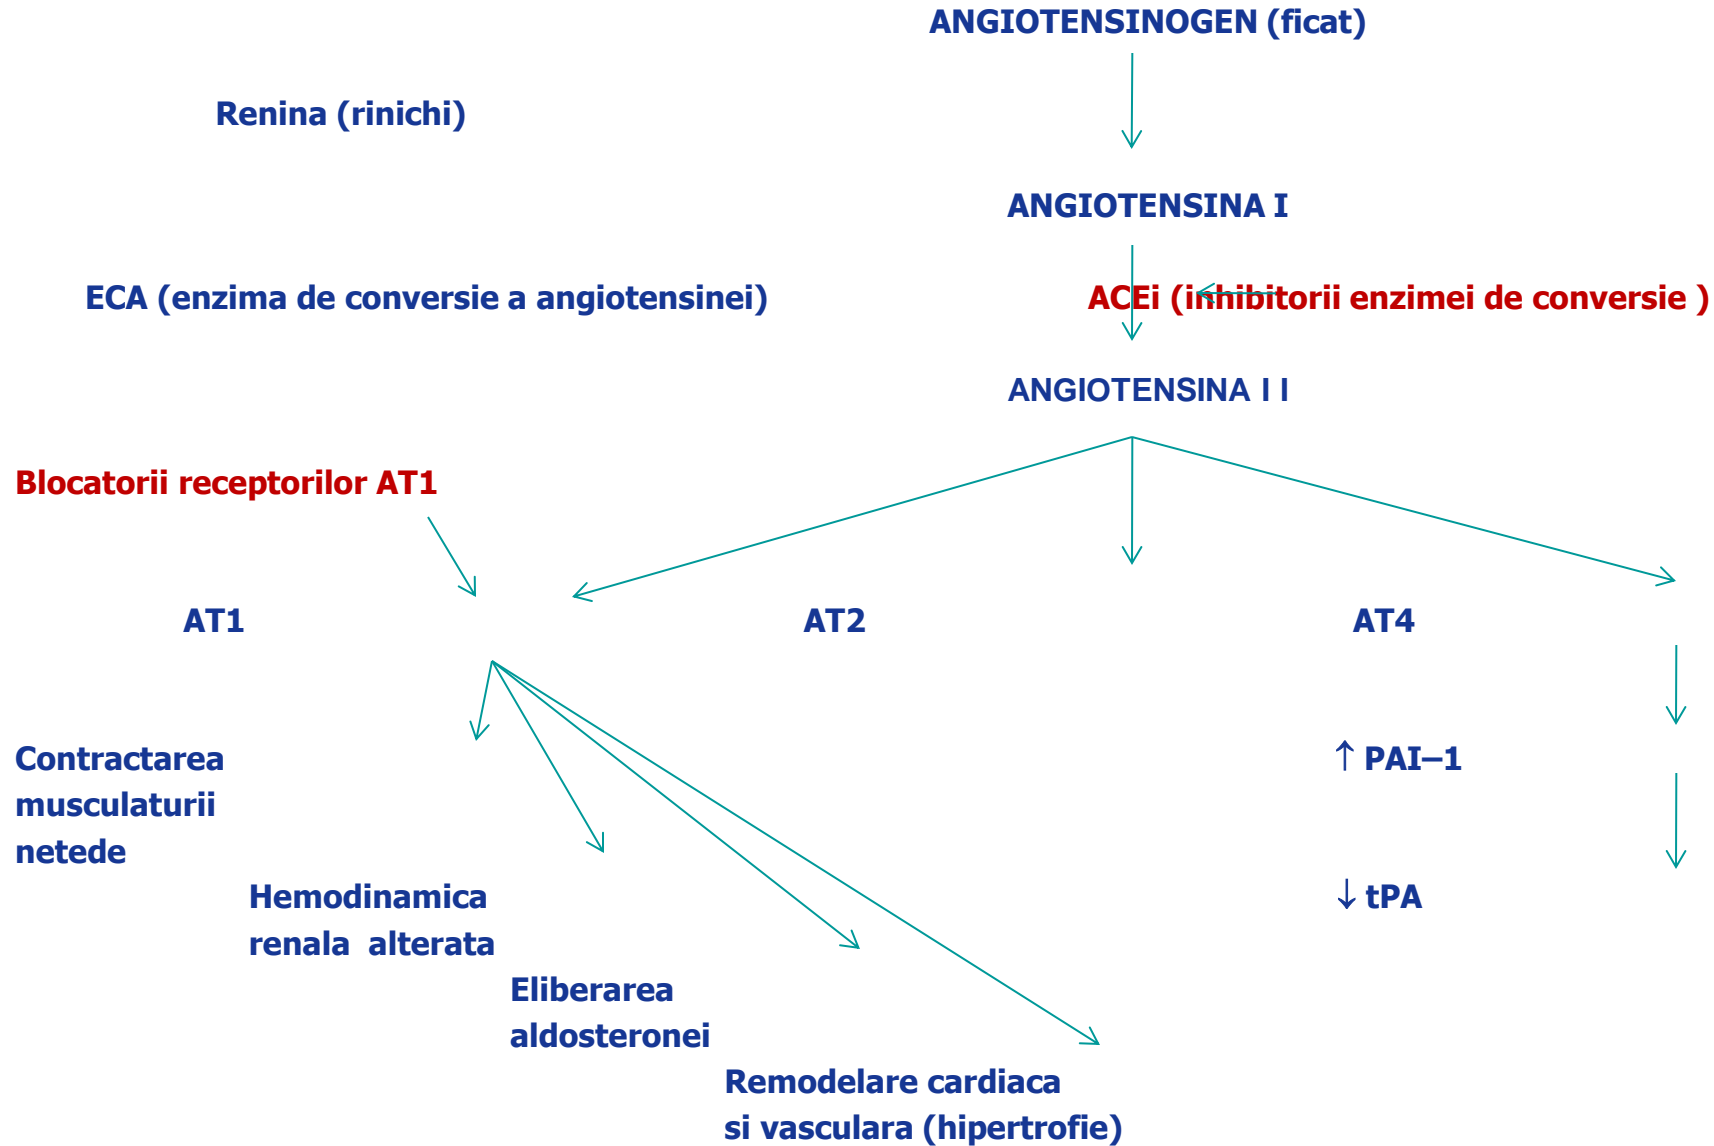 ANGIOTENSINOGEN (ficat)
Renina (rinichi)
ANGIOTENSINA I
ECA (enzima de conversie a angiotensinei)
ACEi (inhibitorii enzimei de conversie )
ANGIOTENSINA I I
Blocatorii receptorilor AT1
AT1
AT2
AT4
Contractarea
musculaturii
netede
↑ PAI–1
Hemodinamica
renala alterata
↓ tPA
Eliberarea
aldosteronei
Remodelare cardiaca
si vasculara (hipertrofie)